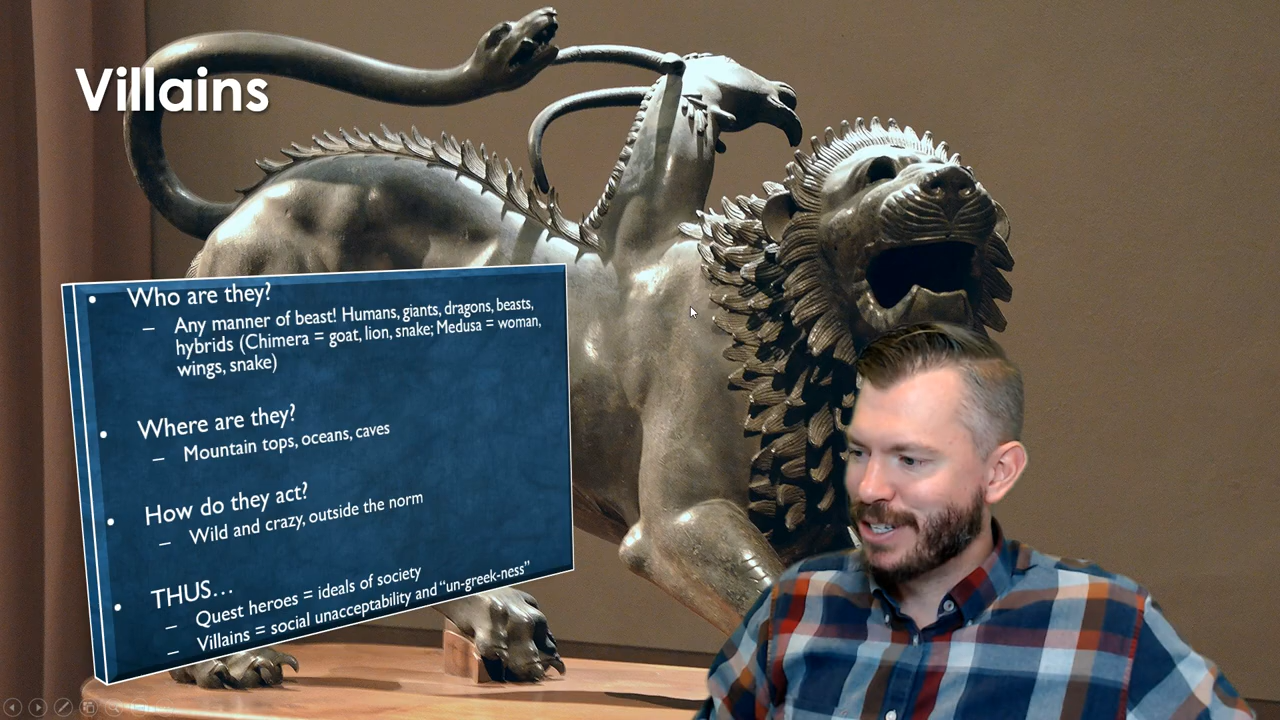 Villains
• Who are they?
– Any manner of beast! Humans, giants, dragons, beasts,
hybrids (Chimera = goat, lion, snake; Medusa = woman,
wings, snake)
• Where are they?
– Mountain tops, oceans, caves
• How do they act?
– Wild and crazy, outside the norm
• THUS…
– Quest heroes = ideals of society
– Villains = social unacceptability and “un-greek-ness”